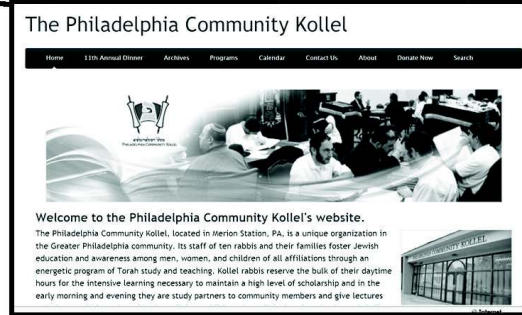 The Philadelphia Community Kollel
Home 11th Annual Dinner Archives Programs Calendar Contact Us About Donate Now Search
PHILADELPHIA COMMUNITY KOLLEL
Welcome to the Philadelphia Community Kollel's website.
The Philadelphia Community Kollel, located in Merion Station, PA, is a unique organization in
the Greater Philadelphia community. Its staff of ten rabbis and their families foster Jewish
education and awareness among men, women, and children of all affiliations through an
energetic program of Torah study and teaching. Kollel rabbis reserve the bulk of their daytime
hours for the intensive learning necessary to maintain a high level of scholarship and in the
early morning and evening they are study partners to community members and give lectures
COMMUNITY KOLLEL
Internet